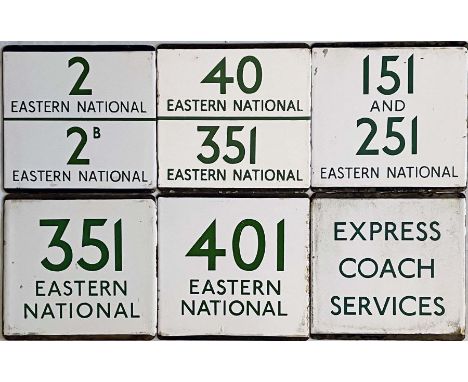 2
EASTERN NATIONAL
2B
EASTERN NATIONAL
40
EASTERN NATIONAL
351
EASTERN NATIONAL
151
AND
251
EASTERN NATIONAL
351
EASTERN
NATIONAL
401
EASTERN
NATIONAL
EXPRESS
COACH
SERVICES